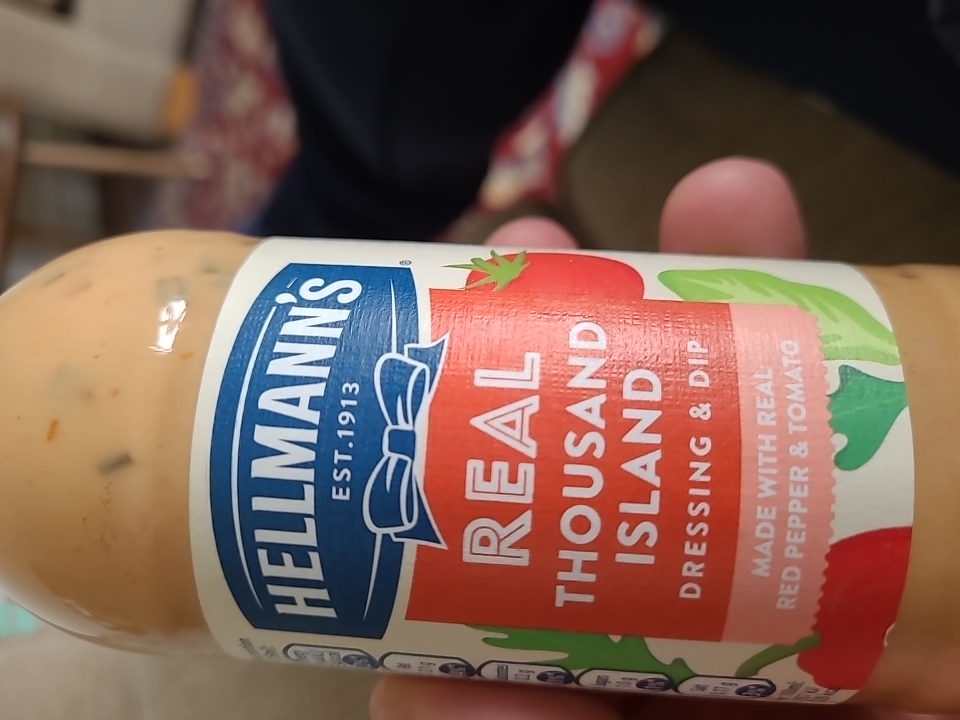 HELLMANN'S
EST.1913
REAL
THOUSAND
ISLAND
DRESSING & DIP
MADE WITH REAL
RED PEPPER & TOMATO